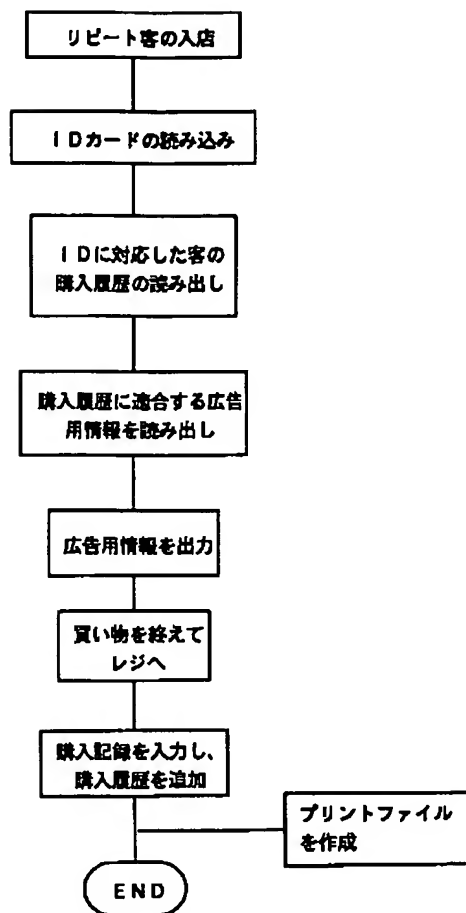 リピート客の入店
IDカードの読み込み
IDに対応した客の
購入履歴の読み出し
購入履歴に適合する広告
用情報を読み出し
広告用情報を出力
買い物を終えて
レジへ
購入記録を入力し、
購入履歴を追加
プリントファイル
を作成
END